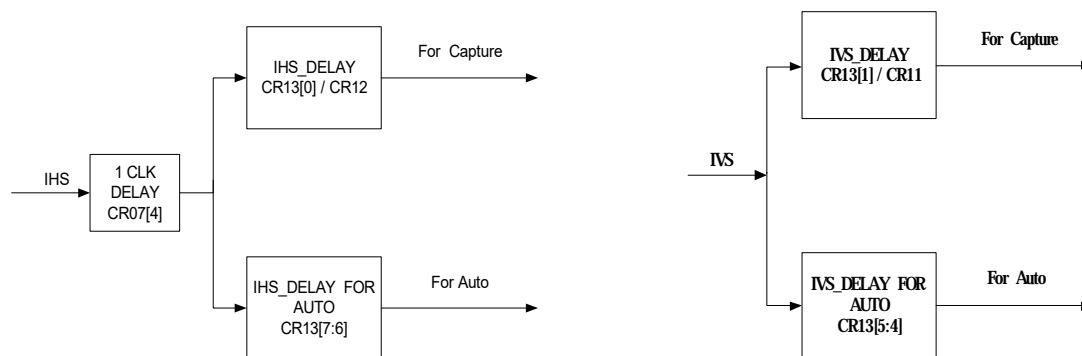 IHS_DELAY
CR13[0] / CR12
For Capture
IHS
1 CLK
DELAY
CR07[4]
IHS_DELAY FOR
AUTO
CR13[7:6]
For Auto
IVS_DELAY
CR13[1] / CR11
For Capture
IVS
IVS_DELAY FOR
AUTO
CR13[5:4]
For Auto